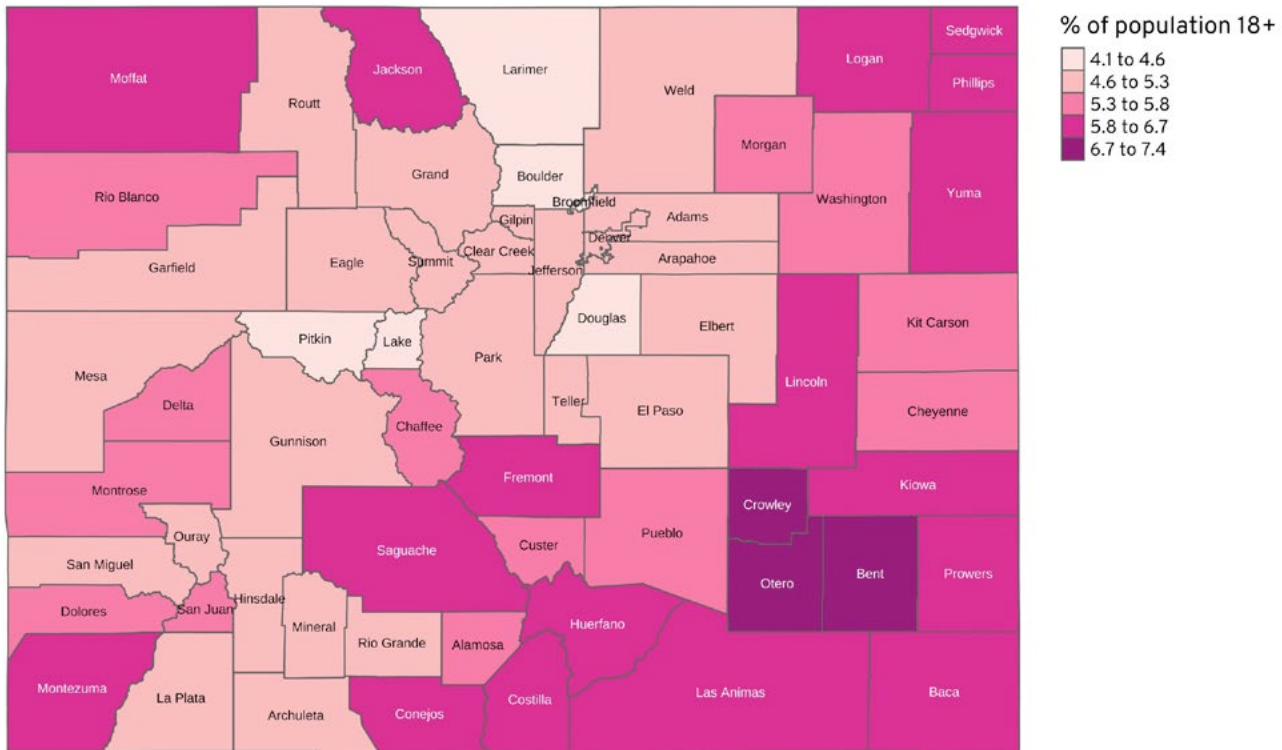 % of population 18+
4.1 to 4.6
4.6 to 5.3
5.3 to 5.8
5.8 to 6.7
6.7 to 7.4
Moffat
Routt
Jackson
Larimer
Weld
Logan
Sedgwick
Phillips
Rio Blanco
Grand
Boulder
Morgan
Washington
Yuma
Broomfield
Gilpin
Adams
Denver
Clear Creek
Garfield
Eagle
Summit
Jefferson
Arapahoe
Pitkin
Lake
Douglas
Elbert
Kit Carson
Mesa
Park
Lincoln
Delta
Teller
El Paso
Cheyenne
Chaffee
Gunnison
Montrose
Fremont
Kiowa
Crowley
Ouray
Pueblo
San Miguel
Saguache
Custer
Otero
Bent
Prowers
Dolores
San Juan
Hinsdale
Mineral
Rio Grande
Alamosa
Huerfano
Montezuma
La Plata
Archuleta
Conejos
Costilla
Las Animas
Baca